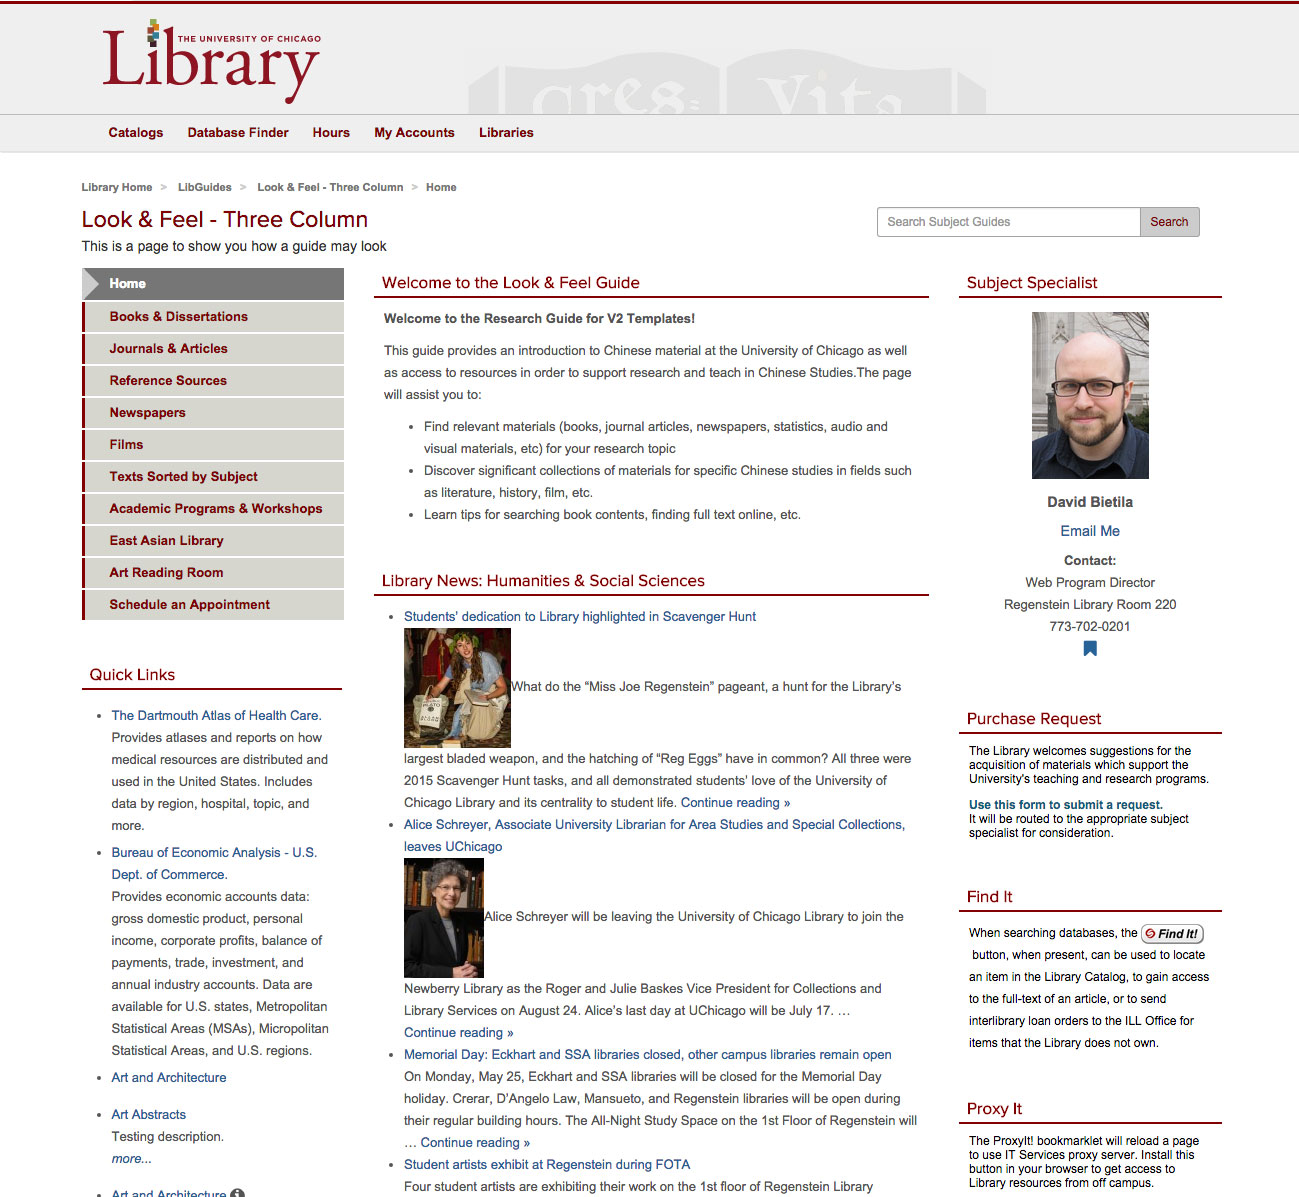 THE UNIVERSITY OF CHICAGO
Library
Cres: Vita
Catalogs Database Finder Hours My Accounts Libraries
Library Home > LibGuides > Look & Feel - Three Column > Home
Look & Feel - Three Column
This is a page to show you how a guide may look
Search Subject Guides Search
Home
Books & Dissertations
Journals & Articles
Reference Sources
Newspapers
Films
Texts Sorted by Subject
Academic Programs & Workshops
East Asian Library
Art Reading Room
Schedule an Appointment
Quick Links
• The Dartmouth Atlas of Health Care.
Provides atlases and reports on how
medical resources are distributed and
used in the United States. Includes
data by region, hospital, topic, and
more.
• Bureau of Economic Analysis - U.S.
Dept. of Commerce.
Provides economic accounts data:
gross domestic product, personal
income, corporate profits, balance of
payments, trade, investment, and
annual industry accounts. Data are
available for U.S. states, Metropolitan
Statistical Areas (MSAs), Micropolitan
Statistical Areas, and U.S. regions.
• Art and Architecture
• Art Abstracts
Testing description.
more...
• Art and Architecture
Welcome to the Look & Feel Guide
Welcome to the Research Guide for V2 Templates!
This guide provides an introduction to Chinese material at the University of Chicago as well
as access to resources in order to support research and teach in Chinese Studies.The page
will assist you to:
• Find relevant materials (books, journal articles, newspapers, statistics, audio and
visual materials, etc) for your research topic
• Discover significant collections of materials for specific Chinese studies in fields such
as literature, history, film, etc.
• Learn tips for searching book contents, finding full text online, etc.
Library News: Humanities & Social Sciences
• Students’ dedication to Library highlighted in Scavenger Hunt
What do the “Miss Joe Regenstein” pageant, a hunt for the Library’s
largest bladed weapon, and the hatching of “Reg Eggs” have in common? All three were
2015 Scavenger Hunt tasks, and all demonstrated students’ love of the University of
Chicago Library and its centrality to student life. Continue reading »
• Alice Schreyer, Associate University Librarian for Area Studies and Special Collections,
leaves UChicago
Alice Schreyer will be leaving the University of Chicago Library to join the
Newberry Library as the Roger and Julie Baskes Vice President for Collections and
Library Services on August 24. Alice’s last day at UChicago will be July 17. …
Continue reading »
• Memorial Day: Eckhart and SSA libraries closed, other campus libraries remain open
On Monday, May 25, Eckhart and SSA libraries will be closed for the Memorial Day
holiday. Crerar, D’Angelo Law, Mansueto, and Regenstein libraries will be open during
their regular building hours. The All-Night Study Space on the 1st Floor of Regenstein will
… Continue reading »
• Student artists exhibit at Regenstein during FOTA
Four student artists are exhibiting their work on the 1st floor of Regenstein Library
Subject Specialist
David Bietila
Email Me
Contact:
Web Program Director
Regenstein Library Room 220
773-702-0201
Purchase Request
The Library welcomes suggestions for the
acquisition of materials which support the
University's teaching and research programs.
Use this form to submit a request.
It will be routed to the appropriate subject
specialist for consideration.
Find It
When searching databases, the Find It!
button, when present, can be used to locate
an item in the Library Catalog, to gain access
to the full-text of an article, or to send
interlibrary loan orders to the ILL Office for
items that the Library does not own.
Proxy It
The ProxyIt! bookmarklet will reload a page
to use IT Services proxy server. Install this
button in your browser to get access to
Library resources from off campus.